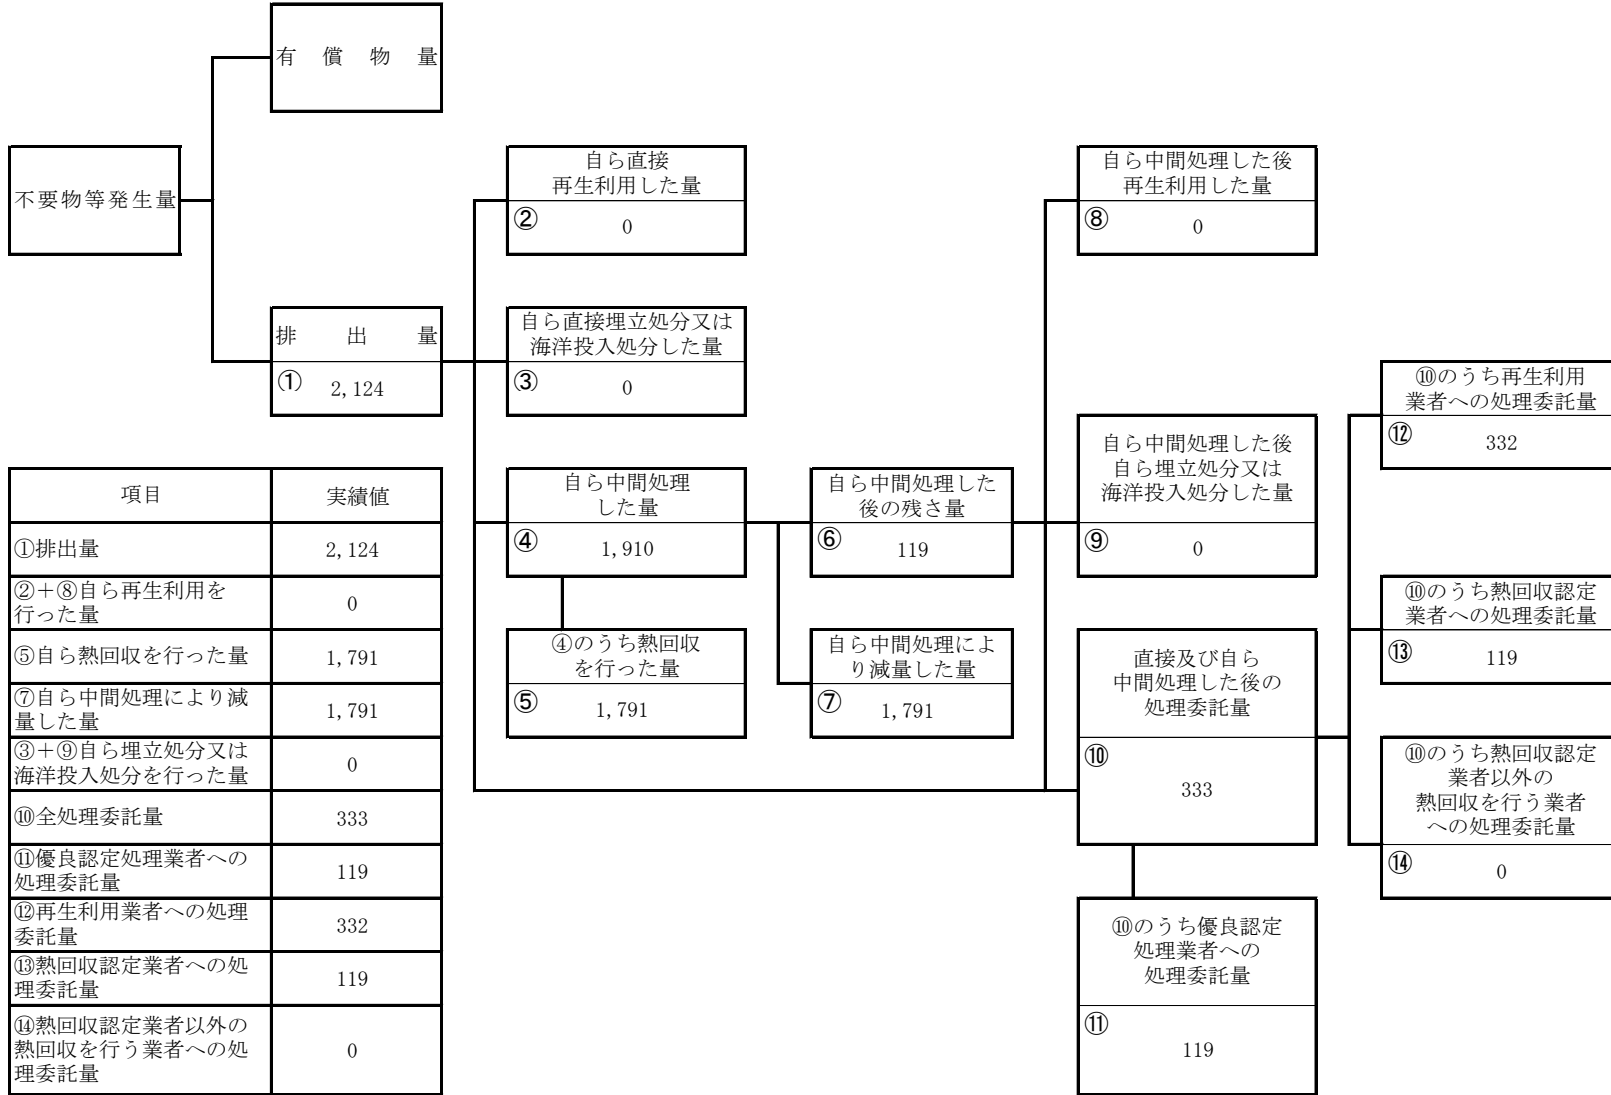 有償物量
不要物等発生量
排出量
① 2,124
自ら直接
再生利用した量
② 0
自ら直接埋立処分又は
海洋投入処分した量
③ 0
自ら中間処理
した量
④ 1,910
④のうち熱回収
を行った量
⑤ 1,791
自ら中間処理した
後の残さ量
⑥ 119
自ら中間処理によ
り減量した量
⑦ 1,791
自ら中間処理した後
再生利用した量
⑧ 0
自ら中間処理した後
自ら埋立処分又は
海洋投入処分した量
⑨ 0
直接及び自ら
中間処理した後の
処理委託量
⑩
333
⑩のうち優良認定
処理業者への
処理委託量
⑪
119
⑩のうち再生利用
業者への処理委託量
⑫ 332
⑩のうち熱回収認定
業者への処理委託量
⑬ 119
⑩のうち熱回収認定
業者以外の
熱回収を行う業者
への処理委託量
⑭ 0
項目 実績値
①排出量 2,124
②+⑧自ら再生利用を
行った量 0
⑤自ら熱回収を行った量 1,791
⑦自ら中間処理により減
量した量 1,791
③+⑨自ら埋立処分又は
海洋投入処分を行った量 0
⑩全処理委託量 333
⑪優良認定処理業者への
処理委託量 119
⑫再生利用業者への処理
委託量 332
⑬熱回収認定業者への処
理委託量 119
⑭熱回収認定業者以外の
熱回収を行う業者への処
理委託量 0